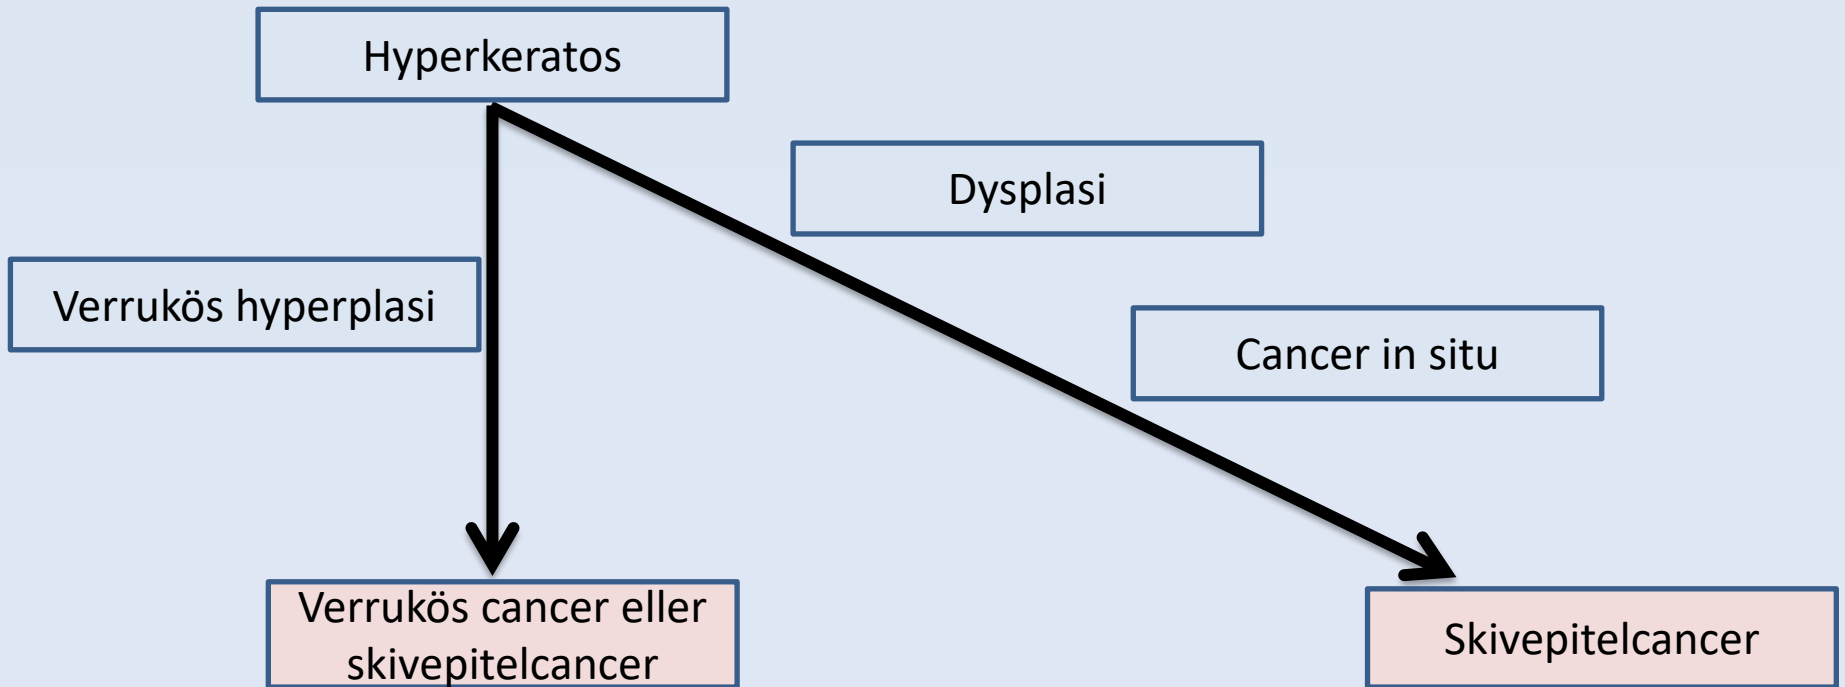 Hyperkeratos
Dysplasi
Verrukös hyperplasi
Cancer in situ
Verrukös cancer eller
skivepitelcancer
Skivepitelcancer